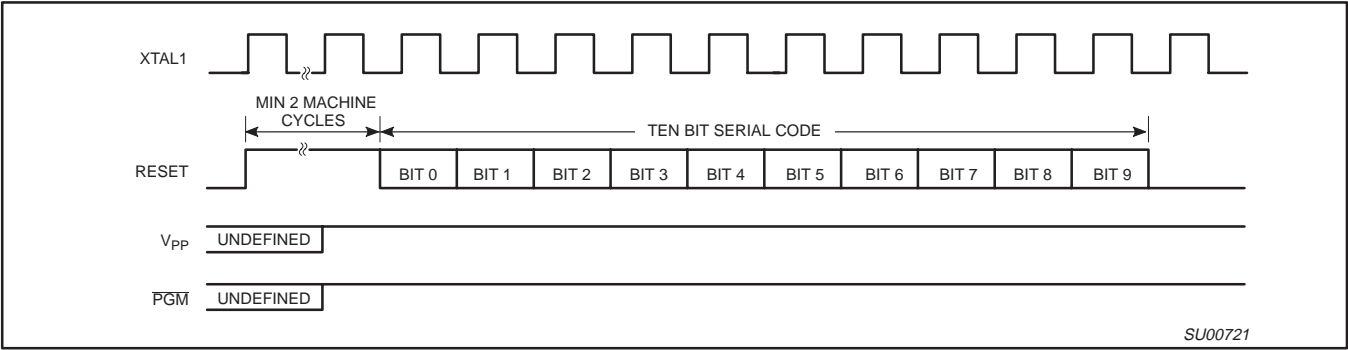 XTAL1
MIN 2 MACHINE
CYCLES
TEN BIT SERIAL CODE
RESET
BIT 0 BIT 1 BIT 2 BIT 3 BIT 4 BIT 5 BIT 6 BIT 7 BIT 8 BIT 9
VPP UNDEFINED
PGM UNDEFINED
SU00721